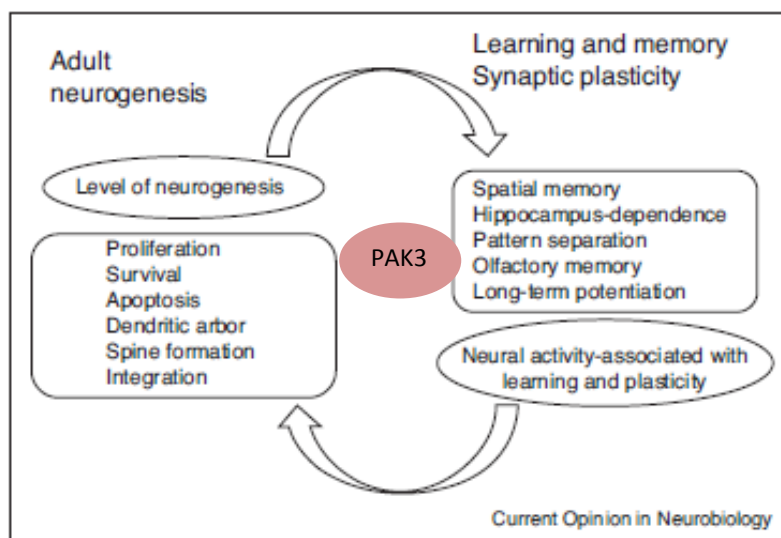 Adult
neurogenesis
Learning and memory
Synaptic plasticity
Level of neurogenesis
Proliferation
Survival
Apoptosis
Dendritic arbor
Spine formation
Integration
PAK3
Spatial memory
Hippocampus-dependence
Pattern separation
Olfactory memory
Long-term potentiation
Neural activity-associated with
learning and plasticity
Current Opinion in Neurobiology